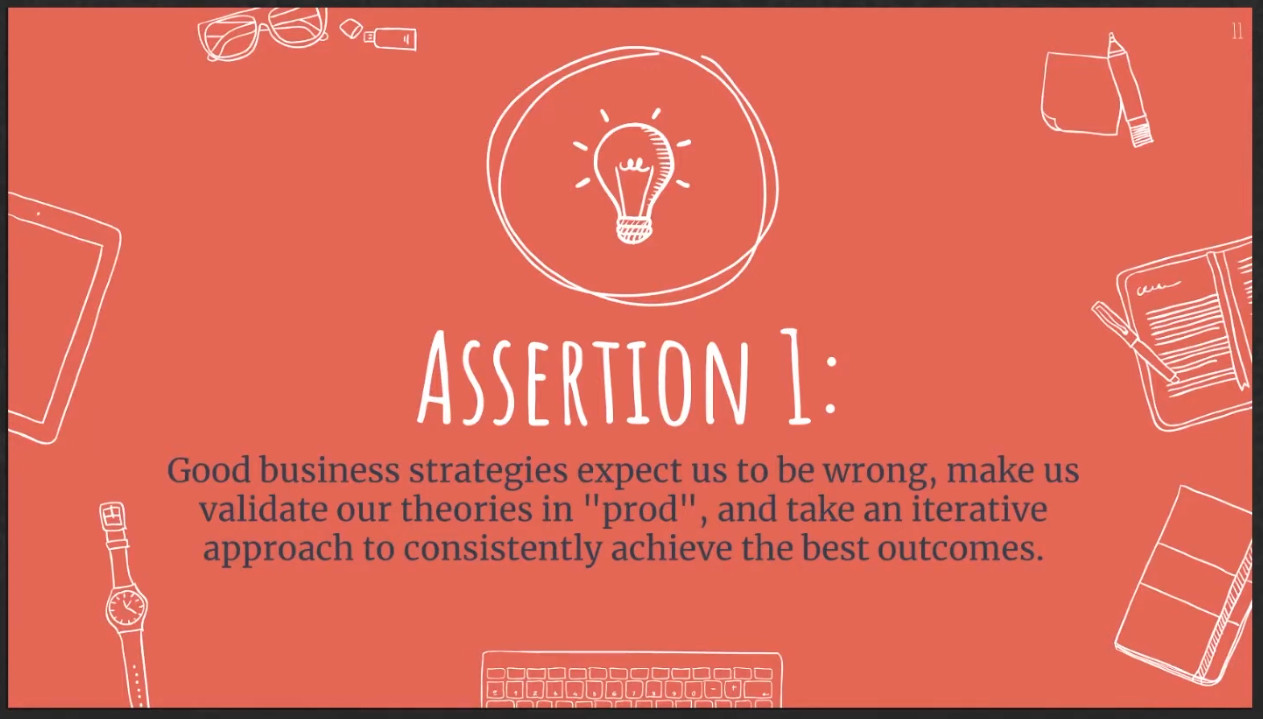 11
Assertion 1:
Good business strategies expect us to be wrong, make us
validate our theories in "prod", and take an iterative
approach to consistently achieve the best outcomes.